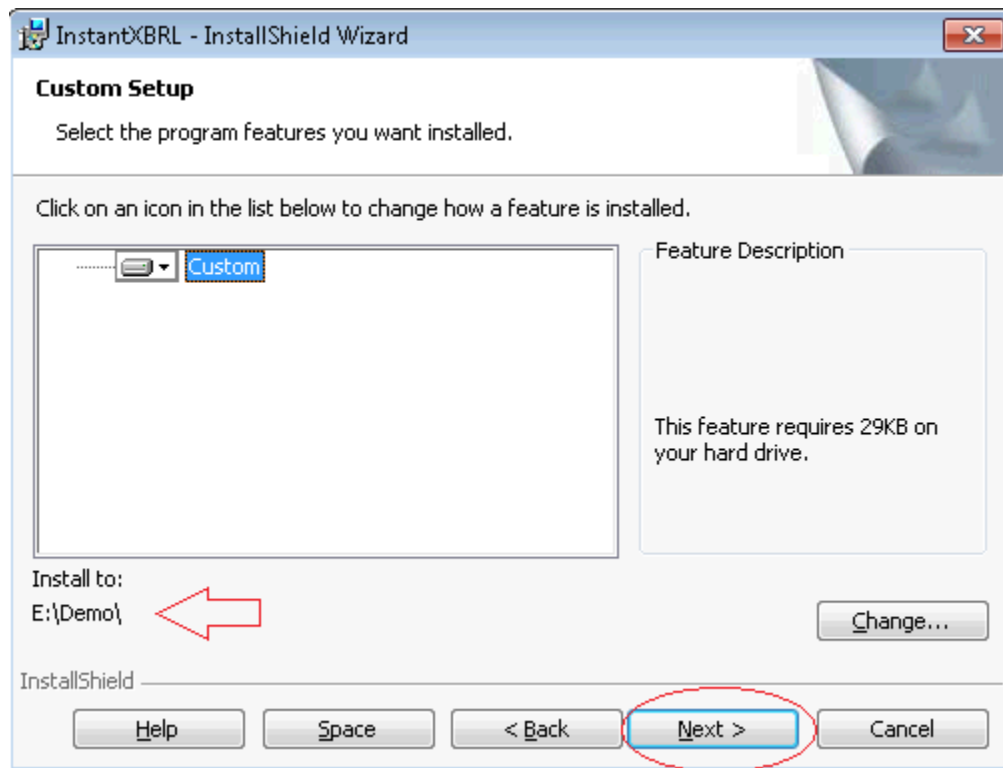 InstantXBRL - InstallShield Wizard
Custom Setup
Select the program features you want installed.
Click on an icon in the list below to change how a feature is installed.
Custom
Feature Description
This feature requires 29KB on
your hard drive.
Install to:
E:\Demo\
Change...
InstallShield
Help
Space
< Back
Next >
Cancel